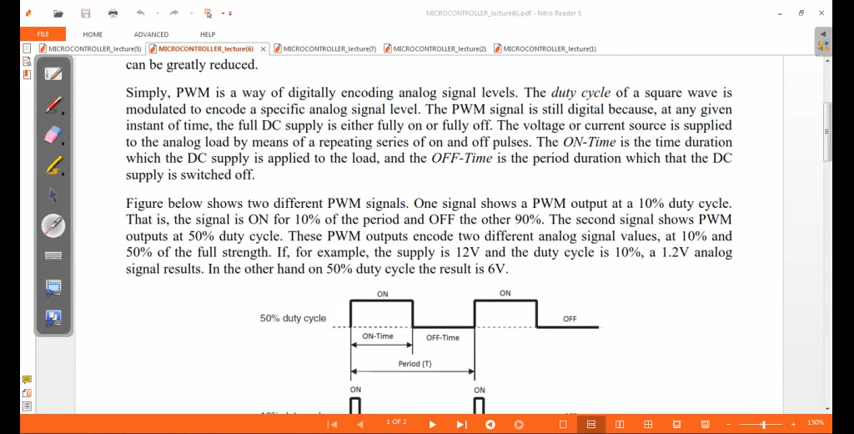 MICROCONTROLLER_lecture(6).pdf - Nitro Reader 5
FILE HOME ADVANCED HELP
MICROCONTROLLER_lecture(5) MICROCONTROLLER_lecture(6) MICROCONTROLLER_lecture(7) MICROCONTROLLER_lecture(2) MICROCONTROLLER_lecture(1)
can be greatly reduced.
Simply, PWM is a way of digitally encoding analog signal levels. The duty cycle of a square wave is
modulated to encode a specific analog signal level. The PWM signal is still digital because, at any given
instant of time, the full DC supply is either fully on or fully off. The voltage or current source is supplied
to the analog load by means of a repeating series of on and off pulses. The ON-Time is the time duration
which the DC supply is applied to the load, and the OFF-Time is the period duration which that the DC
supply is switched off.
Figure below shows two different PWM signals. One signal shows a PWM output at a 10% duty cycle.
That is, the signal is ON for 10% of the period and OFF the other 90%. The second signal shows PWM
outputs at 50% duty cycle. These PWM outputs encode two different analog signal values, at 10% and
50% of the full strength. If, for example, the supply is 12V and the duty cycle is 10%, a 1.2V analog
signal results. In the other hand on 50% duty cycle the result is 6V.
ON ON
50% duty cycle OFF
ON-Time OFF-Time
Period (T)
ON ON
1 OF 2
150%